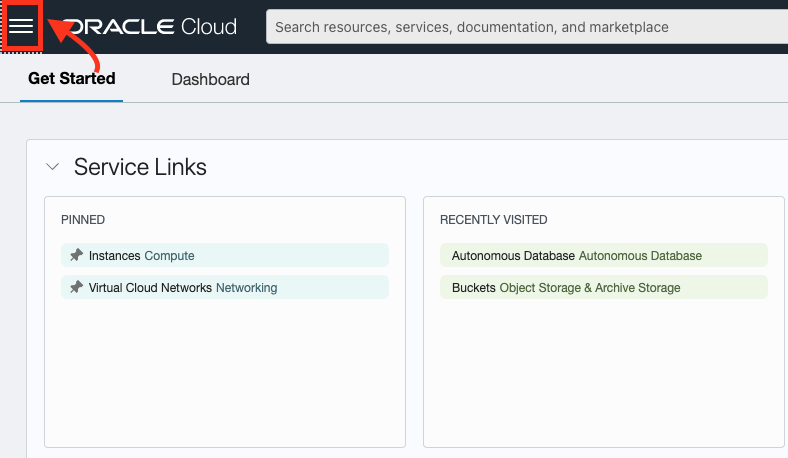 ORACLE Cloud
Search resources, services, documentation, and marketplace
Get Started
Dashboard
Service Links
PINNED
Instances Compute
Virtual Cloud Networks Networking
RECENTLY VISITED
Autonomous Database Autonomous Database
Buckets Object Storage & Archive Storage